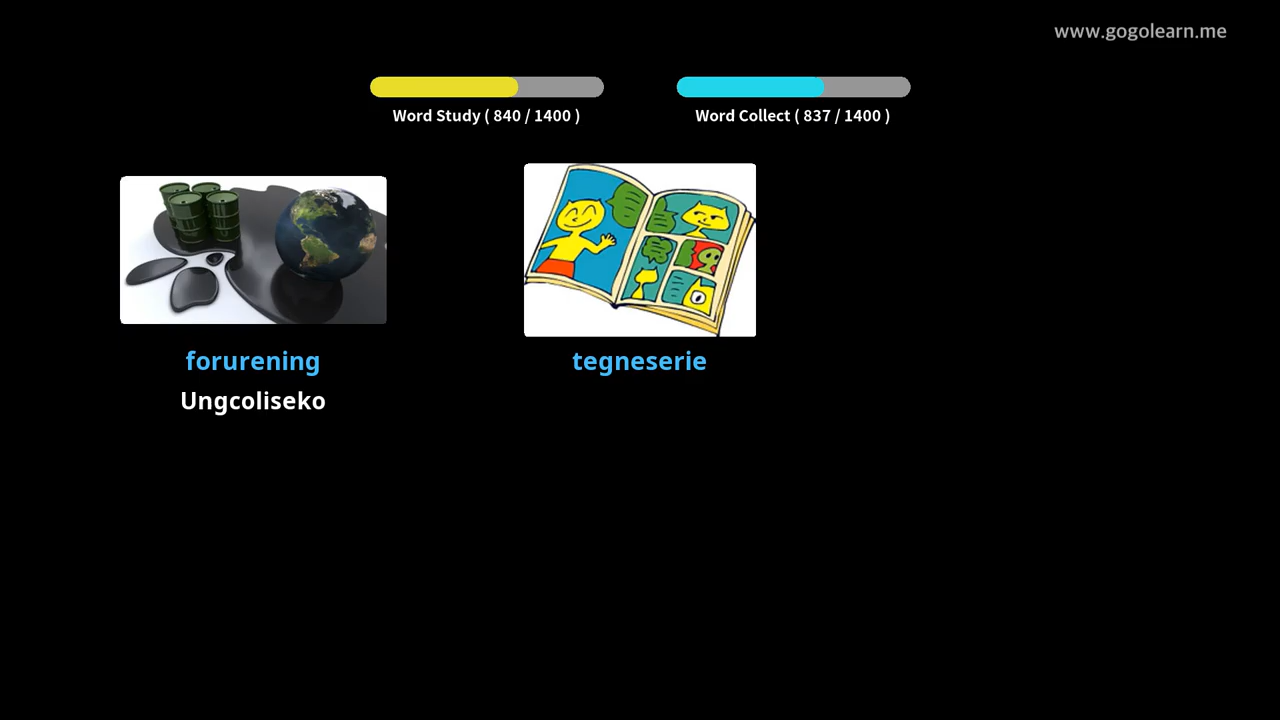 www.gogolearn.me
Word Study ( 840 / 1400 )
Word Collect ( 837 / 1400 )
forurening
tegneserie
Ungcoliseko